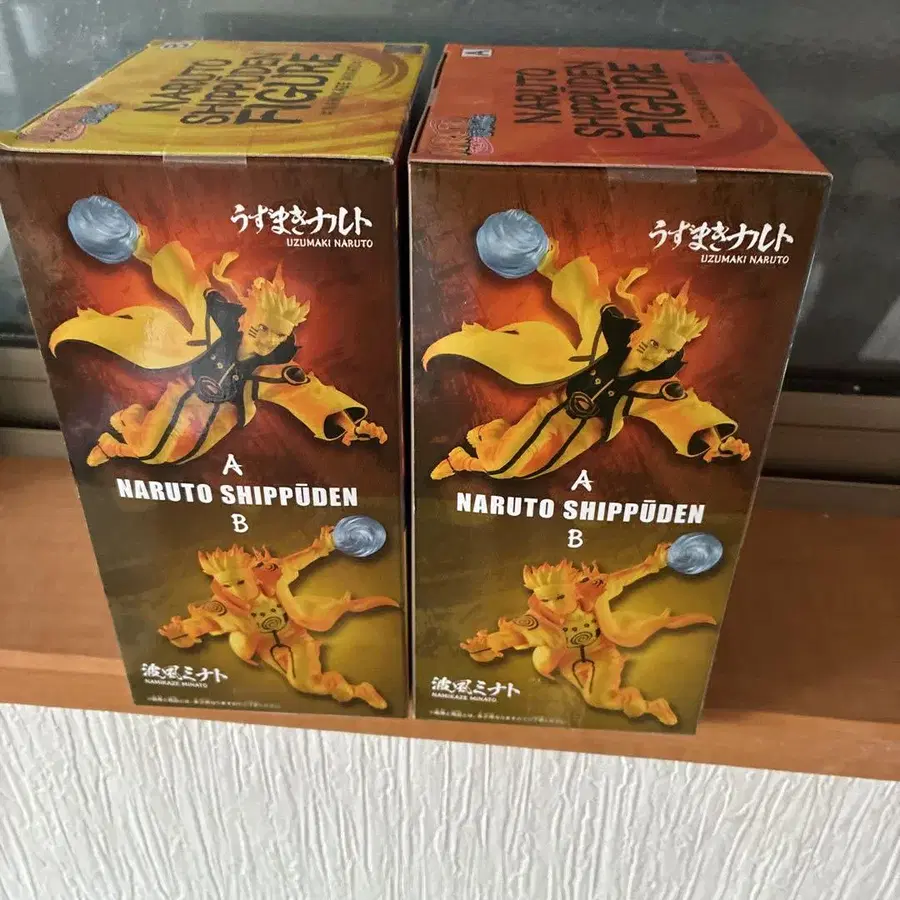 B
NARUTO
SHIPPUDEN
FIGURE
うずまきナルト
UZUMAKI NARUTO
A
NARUTO SHIPPŪDEN
B
波風ミナト
NAMIKAZE MINATO
A
NARUTO
SHIPPUDEN
FIGURE
うずまきナルト
UZUMAKI NARUTO
A
NARUTO SHIPPŪDEN
B
波風ミナト
NAMIKAZE MINATO